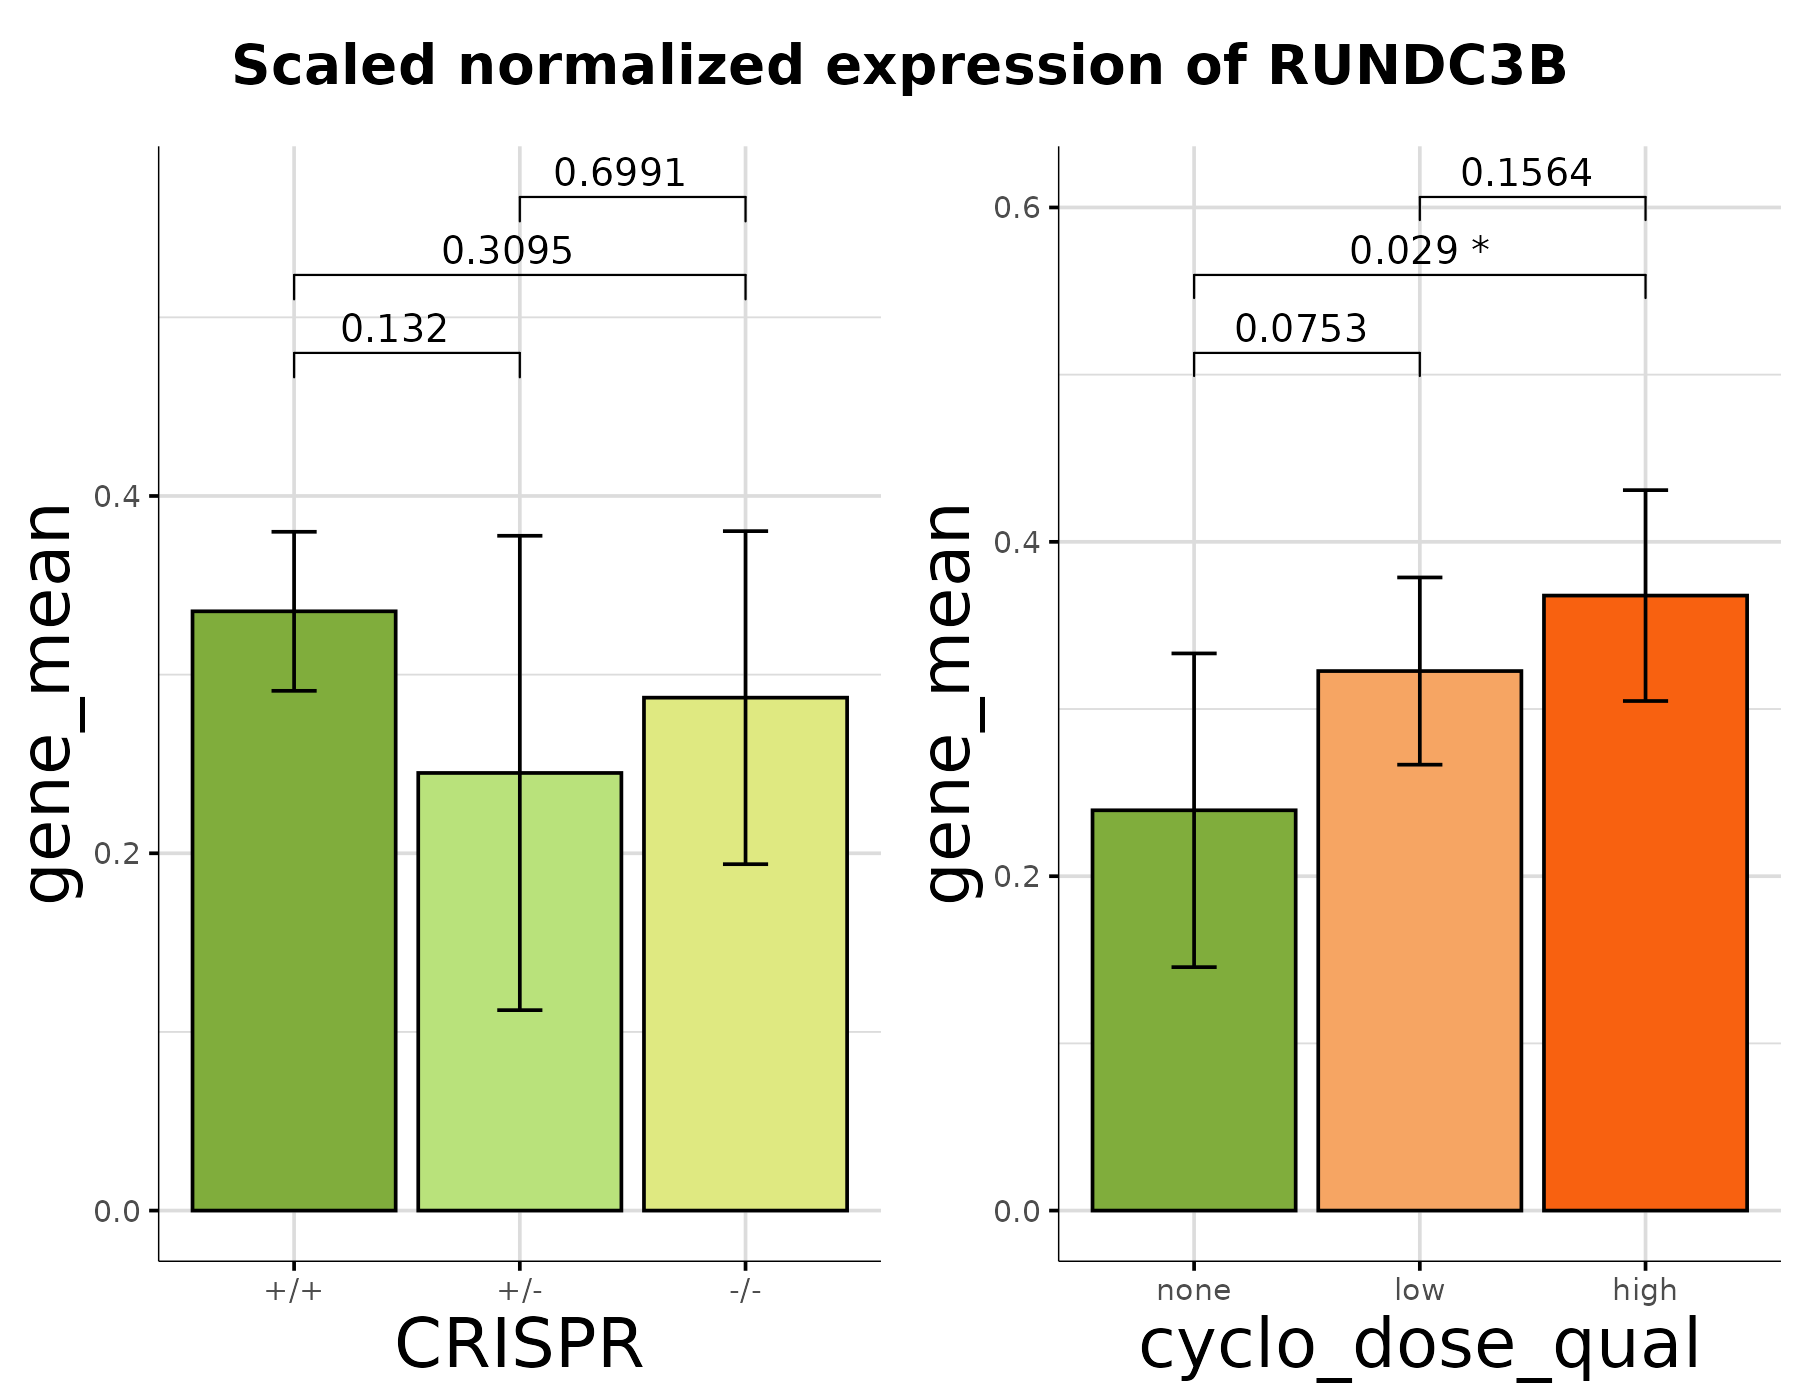 Scaled normalized expression of RUNDC3B
0.6991
0.3095
0.132
0.4
0.2
0.0
gene_mean
+/+ +/- -/-
CRISPR
0.1564
0.029 *
0.0753
0.6
0.4
0.2
0.0
gene_mean
none low high
cyclo_dose_qual